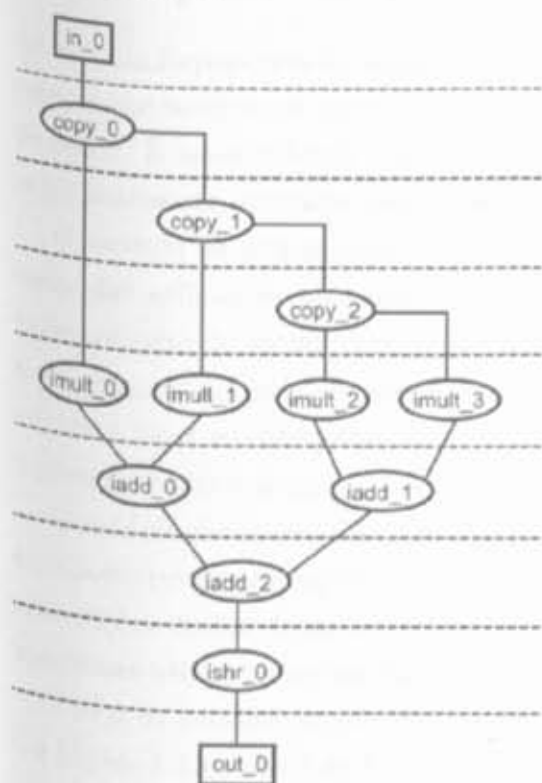 in_0
copy_0
copy_1
copy_2
imult_0 imult_1 imult_2 imult_3
iadd_0 iadd_1
iadd_2
ishr_0
out_0